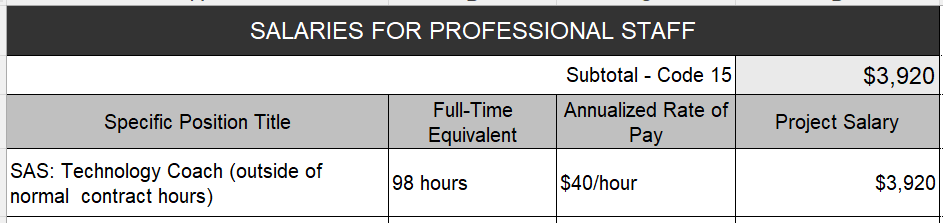 SALARIES FOR PROFESSIONAL STAFF
Subtotal - Code 15 $3,920
Specific Position Title
Full-Time
Equivalent
Annualized Rate of
Pay
Project Salary
SAS: Technology Coach (outside of
normal contract hours)
98 hours
$40/hour
$3,920